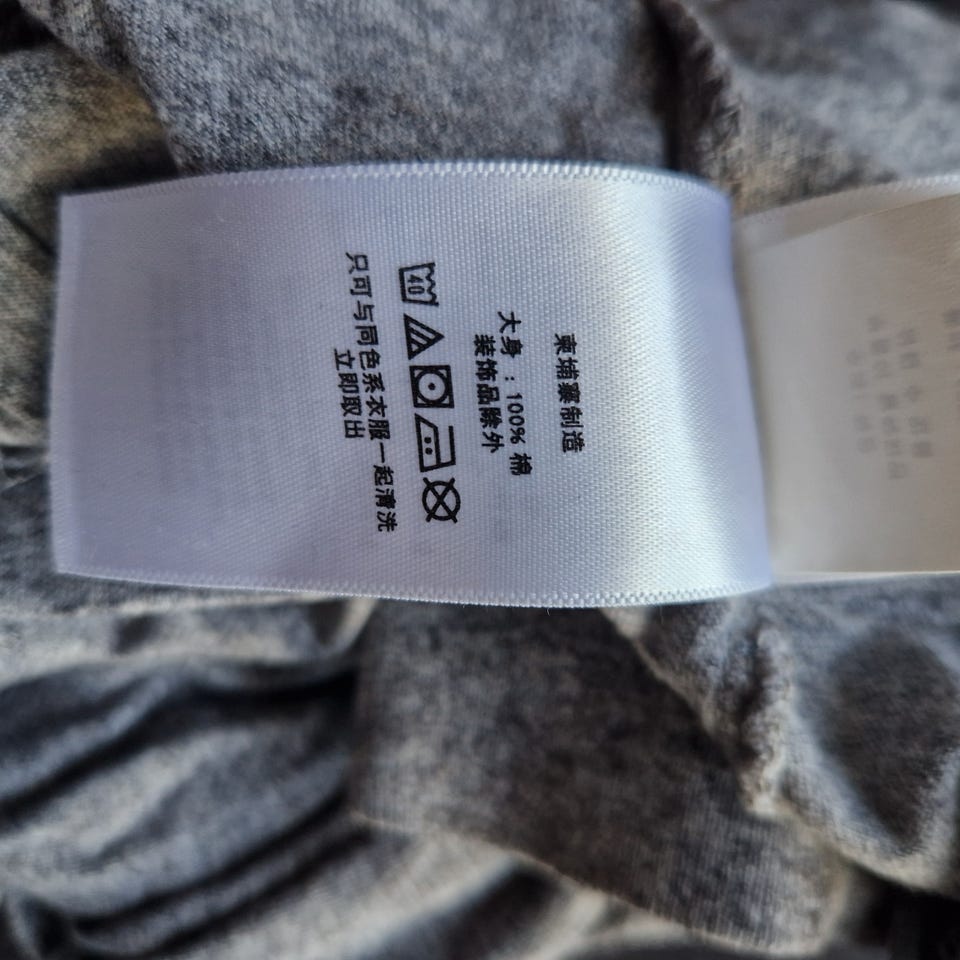 柬埔寨制造
大身：100% 棉
装饰品除外
40
只可与同色系衣服一起清洗
立即取出